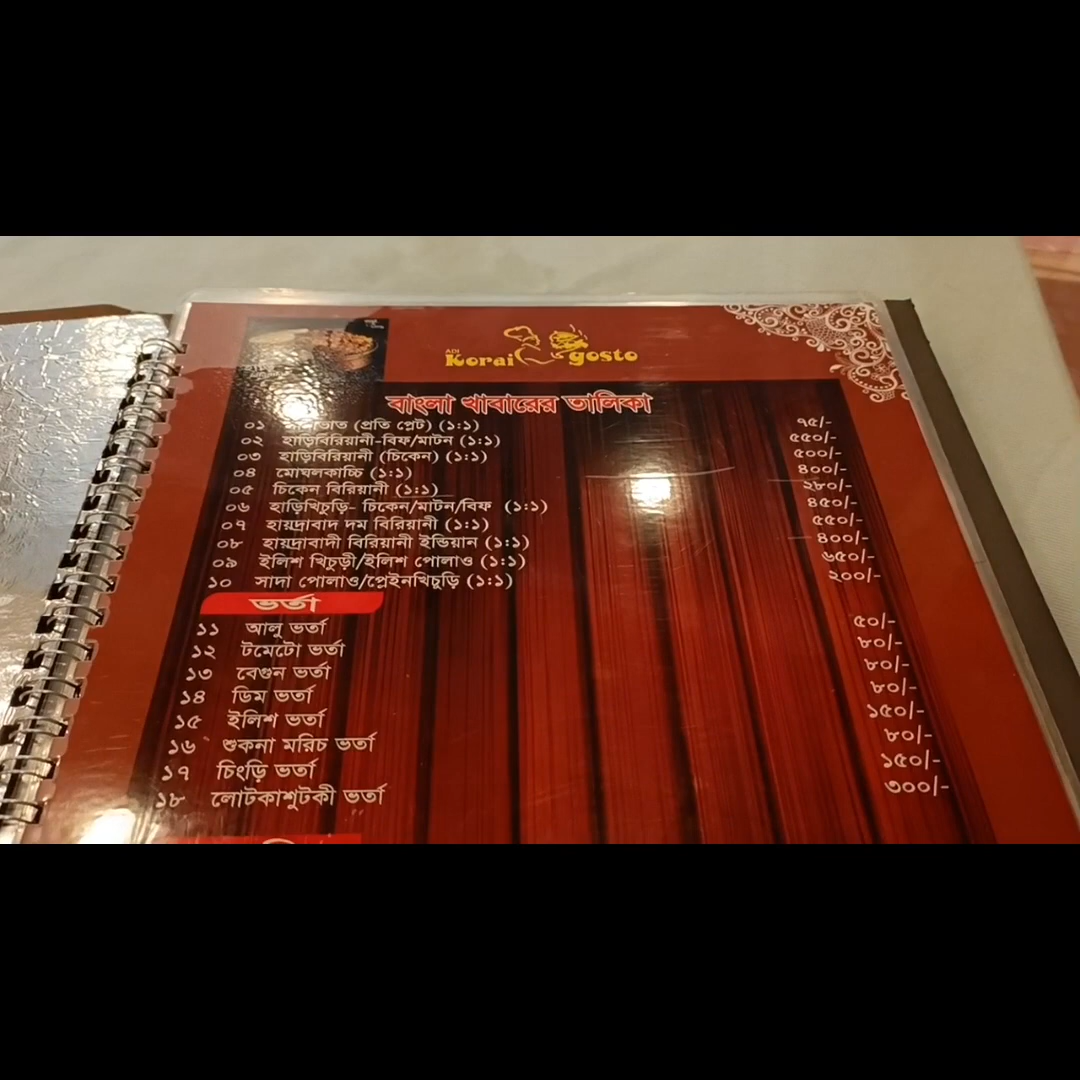 ADI
Korai gosto
বাংলা খাবারের তালিকা
০১ (প্রতি প্লেট) (১:১) ৭৫/-
০২ হাড়িবিরিয়ানী-বিফ/মাটন (১:১) ৫৫০/-
০৩ হাড়িবিরিয়ানী (চিকেন) (১:১) ৫০০/-
০৪ মোঘলকাচ্চি (১:১) ৪০০/-
০৫ চিকেন বিরিয়ানী (১:১) ২৮০/-
০৬ হাড়িখিচুড়ি- চিকেন/মাটন/বিফ (১:১) ৪৫০/-
০৭ হায়দ্রাবাদ দম বিরিয়ানী (১:১) ৫৫০/-
০৮ হায়দ্রাবাদী বিরিয়ানী ইন্ডিয়ান (১:১) ৪০০/-
০৯ ইলিশ খিচুড়ী/ইলিশ পোলাও (১:১) ৬৫০/-
১০ সাদা পোলাও/প্লেইনখিচুড়ি (১:১) ২০০/-
ভর্তা
১১ আলু ভর্তা ৫০/-
১২ টমেটো ভর্তা ৮০/-
১৩ বেগুন ভর্তা ৮০/-
১৪ ডিম ভর্তা ৮০/-
১৫ ইলিশ ভর্তা ১৫০/-
১৬ শুকনা মরিচ ভর্তা ৮০/-
১৭ চিংড়ি ভর্তা ১৫০/-
১৮ লোটকাশুটকী ভর্তা ৩০০/-